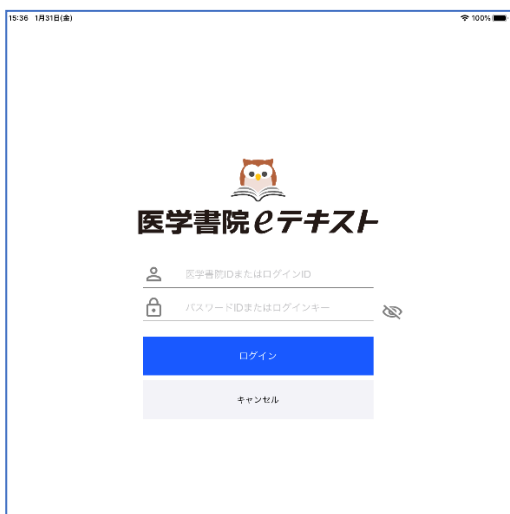 15:36 1月31日(金) 100%
医学書院eテキスト
医学書院IDまたはログインID
パスワードIDまたはログインキー
ログイン
キャンセル